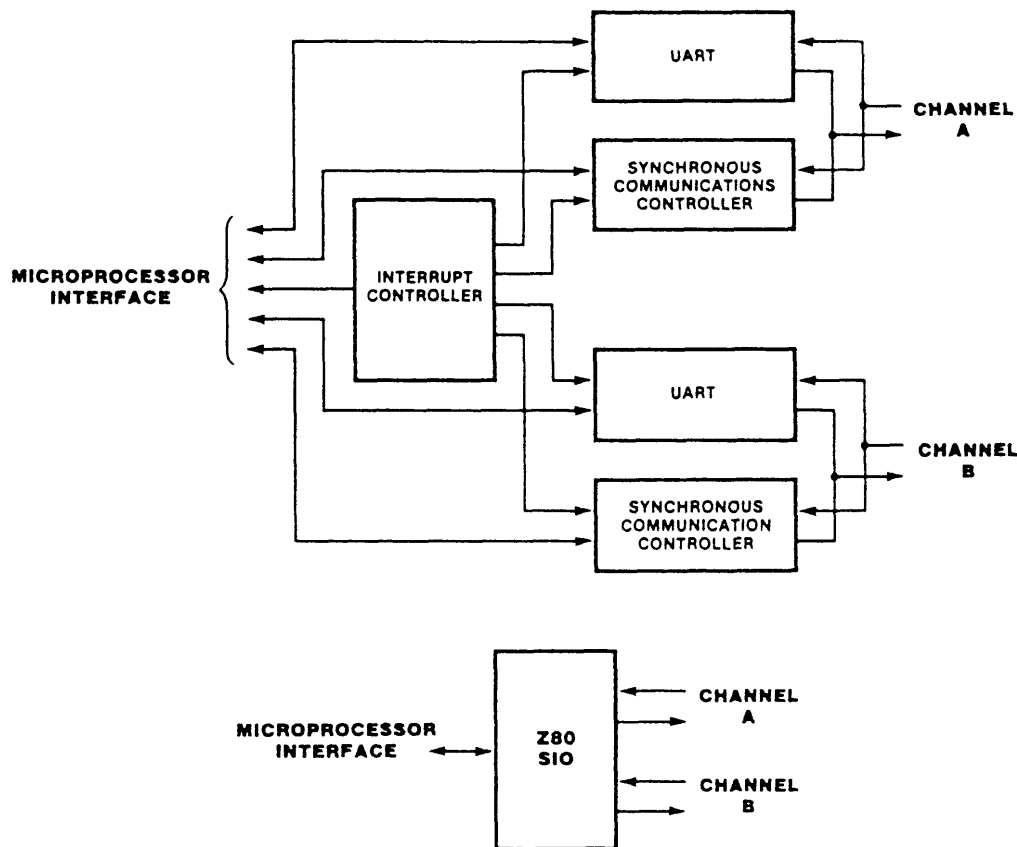 UART
CHANNEL
A
SYNCHRONOUS
COMMUNICATIONS
CONTROLLER
MICROPROCESSOR
INTERFACE
INTERRUPT
CONTROLLER
UART
CHANNEL
B
SYNCHRONOUS
COMMUNICATION
CONTROLLER
MICROPROCESSOR
INTERFACE
Z80
SIO
CHANNEL
A
CHANNEL
B